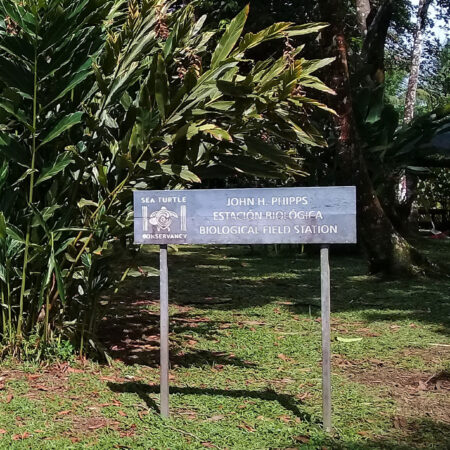 SEA TURTLE
CONSERVANCY
JOHN H. PHIPPS
ESTACIÓN BIOLÓGICA
BIOLOGICAL FIELD STATION